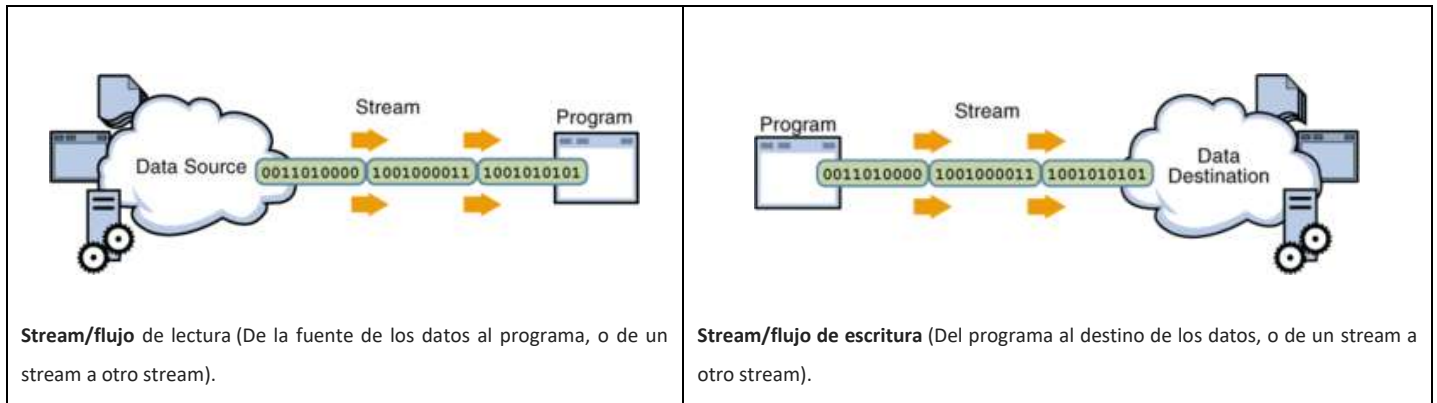 Stream
Program
Data Source
0011010000 1001000011 1001010101
Stream/flujo de lectura (De la fuente de los datos al programa, o de un
stream a otro stream).
Stream
Program
0011010000 1001000011 1001010101
Data
Destination
Stream/flujo de escritura (Del programa al destino de los datos, o de un stream a
otro stream).